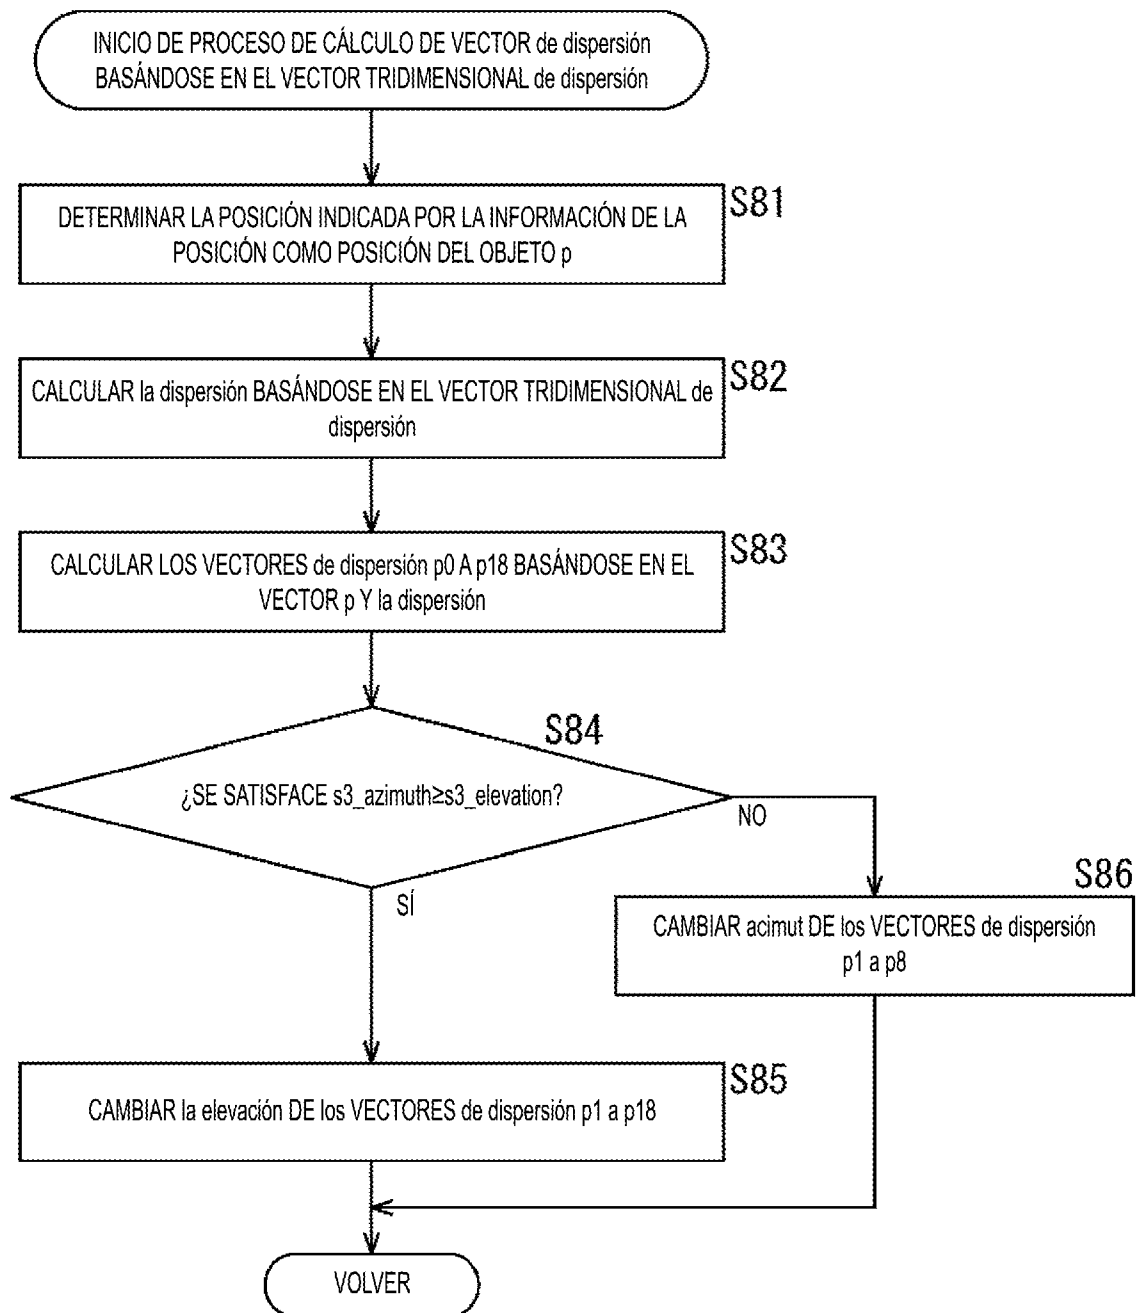 INICIO DE PROCESO DE CÁLCULO DE VECTOR de dispersión
BASÁNDOSE EN EL VECTOR TRIDIMENSIONAL de dispersión
S81
DETERMINAR LA POSICIÓN INDICADA POR LA INFORMACIÓN DE LA
POSICIÓN COMO POSICIÓN DEL OBJETO p
S82
CALCULAR la dispersión BASÁNDOSE EN EL VECTOR TRIDIMENSIONAL de
dispersión
S83
CALCULAR LOS VECTORES de dispersión p0 A p18 BASÁNDOSE EN EL
VECTOR p Y la dispersión
S84
¿SE SATISFACE s3_azimuth≥s3_elevation?
NO
SÍ
S86
CAMBIAR acimut DE los VECTORES de dispersión
p1 a p8
S85
CAMBIAR la elevación DE los VECTORES de dispersión p1 a p18
VOLVER